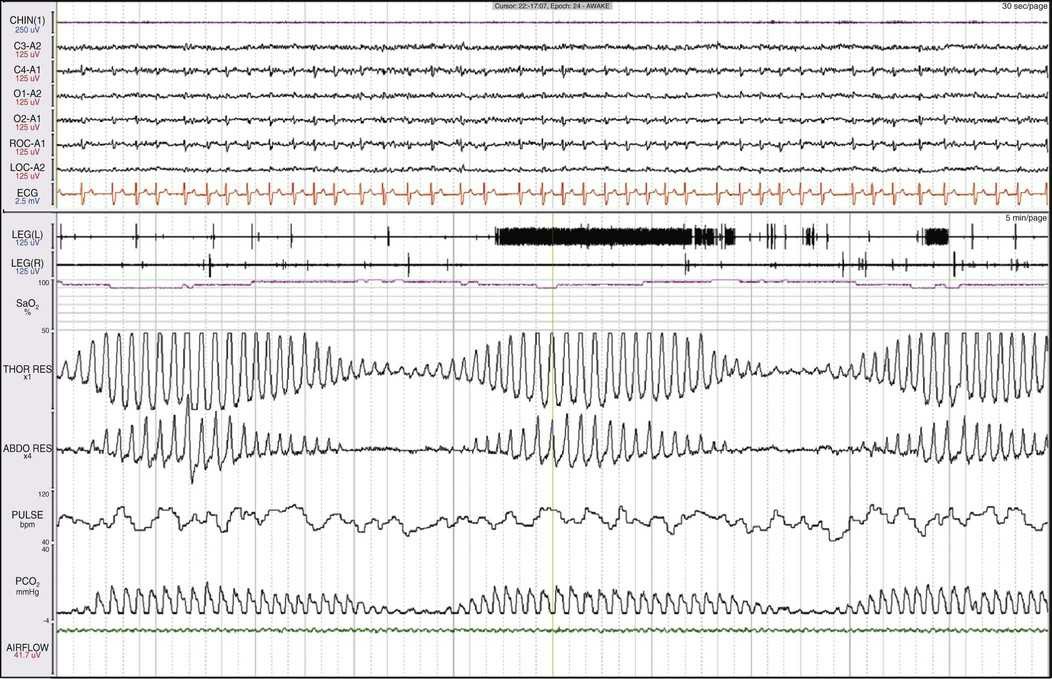 Cursor: 22:-17:07, Epoch: 24 - AWAKE
30 sec/page
CHIN(1)
250 uV
C3-A2
125 uV
C4-A1
125 uV
O1-A2
125 uV
O2-A1
125 uV
ROC-A1
125 uV
LOC-A2
125 uV
ECG
2.5 mV
5 min/page
LEG(L)
125 uV
LEG(R)
125 uV
100
SaO2
%
50
THOR RES
x1
ABDO RES
x4
120
PULSE
bpm
40
40
PCO2
mmHg
-4
AIRFLOW
41.7 uV